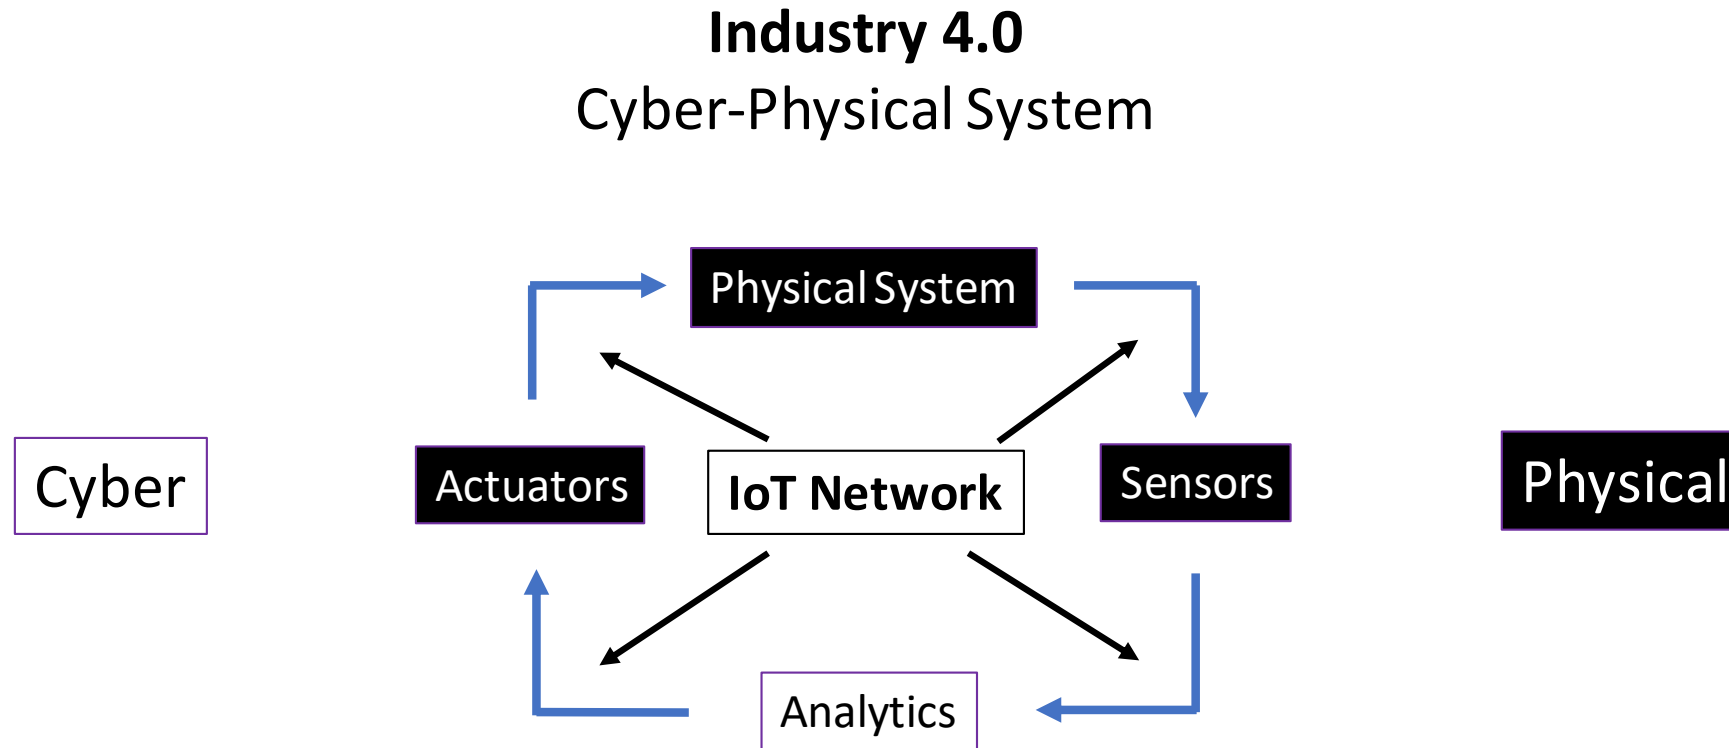 Industry 4.0
Cyber-Physical System
Physical System
Cyber
Actuators
IoT Network
Sensors
Physical
Analytics